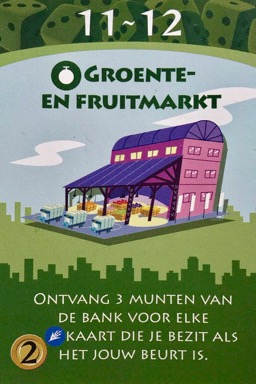 11~12
GROENTE-
EN FRUITMARKT
ONTVANG 3 MUNTEN VAN
DE BANK VOOR ELKE
KAART DIE JE BEZIT ALS
HET JOUW BEURT IS.
2